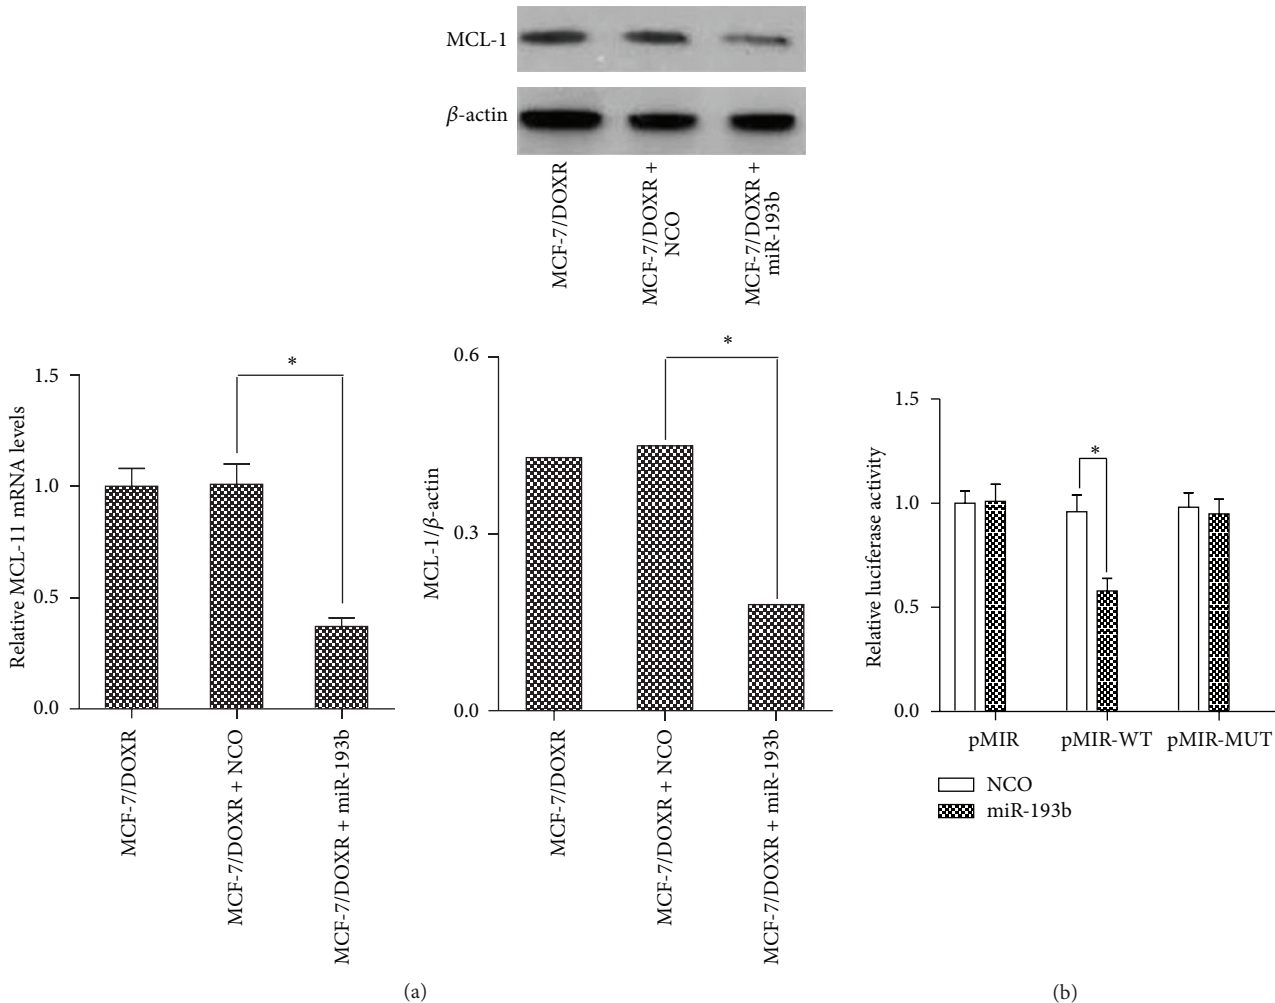 MCL-1
β-actin
MCF-7/DOXR
MCF-7/DOXR +
NCO
MCF-7/DOXR +
miR-193b
Relative MCL-11 mRNA levels
1.5
1.0
0.5
0.0
*
MCF-7/DOXR
MCF-7/DOXR + NCO
MCF-7/DOXR + miR-193b
MCL-1/β-actin
0.6
0.3
0.0
*
MCF-7/DOXR
MCF-7/DOXR + NCO
MCF-7/DOXR + miR-193b
(a)
Relative luciferase activity
1.5
1.0
0.5
0.0
*
pMIR
pMIR-WT
pMIR-MUT
NCO
miR-193b
(b)